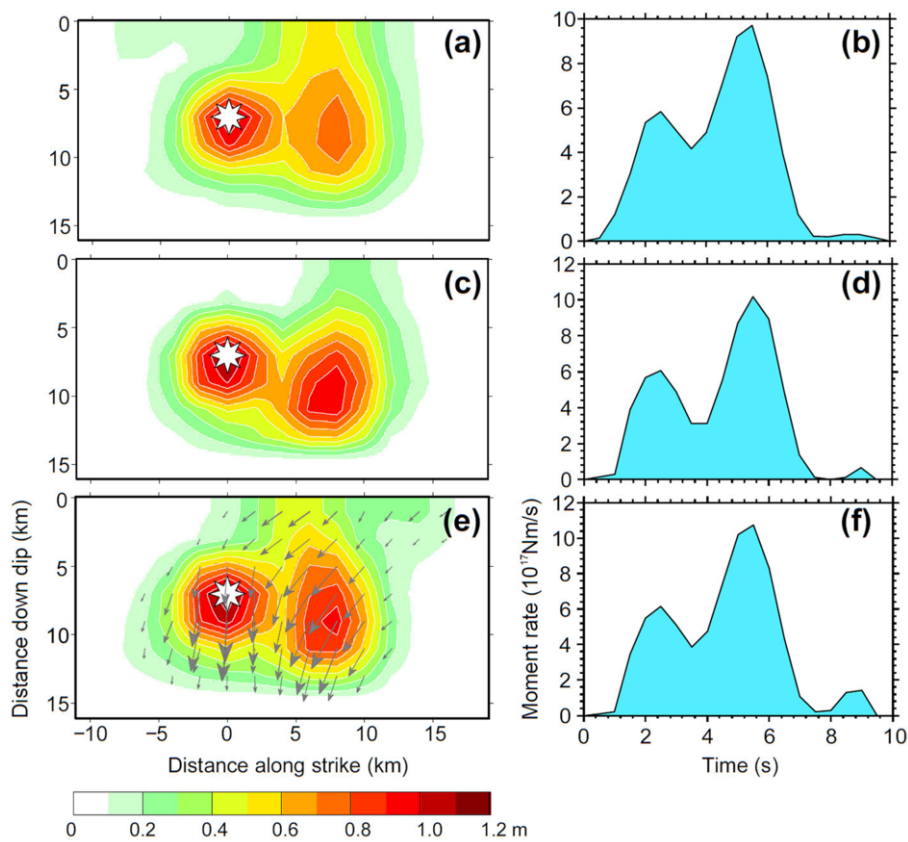 (a)
0
5
10
15
(b)
10
8
6
4
2
0
(c)
0
5
10
15
(d)
12
10
8
6
4
2
0
(e)
0
5
10
15
−10 −5 0 5 10 15
Distance down dip (km)
Distance along strike (km)
(f)
12
10
8
6
4
2
0
0 2 4 6 8 10
Moment rate (10¹⁷Nm/s)
Time (s)
0 0.2 0.4 0.6 0.8 1.0 1.2 m